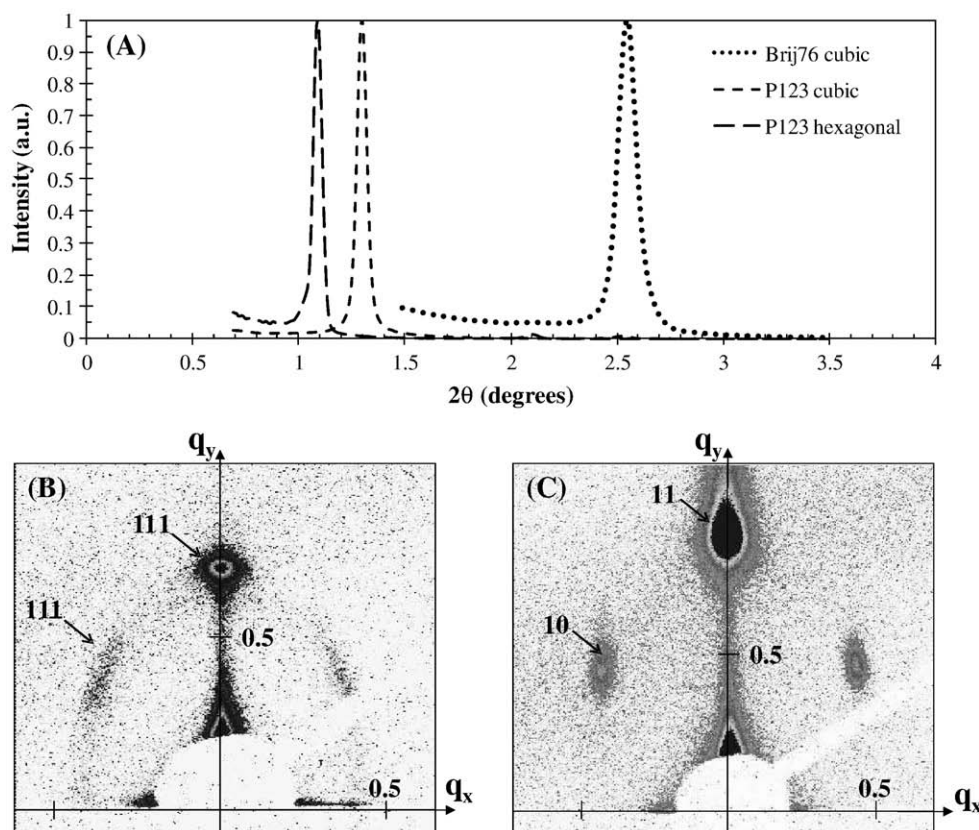 (A)
Intensity (a.u.)
1
0.9
0.8
0.7
0.6
0.5
0.4
0.3
0.2
0.1
0
0 0.5 1 1.5 2 2.5 3 3.5 4
2θ (degrees)
Brij76 cubic
P123 cubic
P123 hexagonal
(B)
qy
111
111
0.5
0.5
qx
(C)
qy
11
10
0.5
0.5
qx